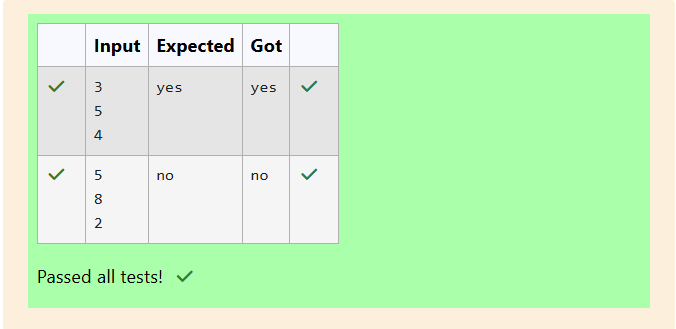 Input Expected Got
3 yes yes
5
4
5 no no
8
2
Passed all tests!